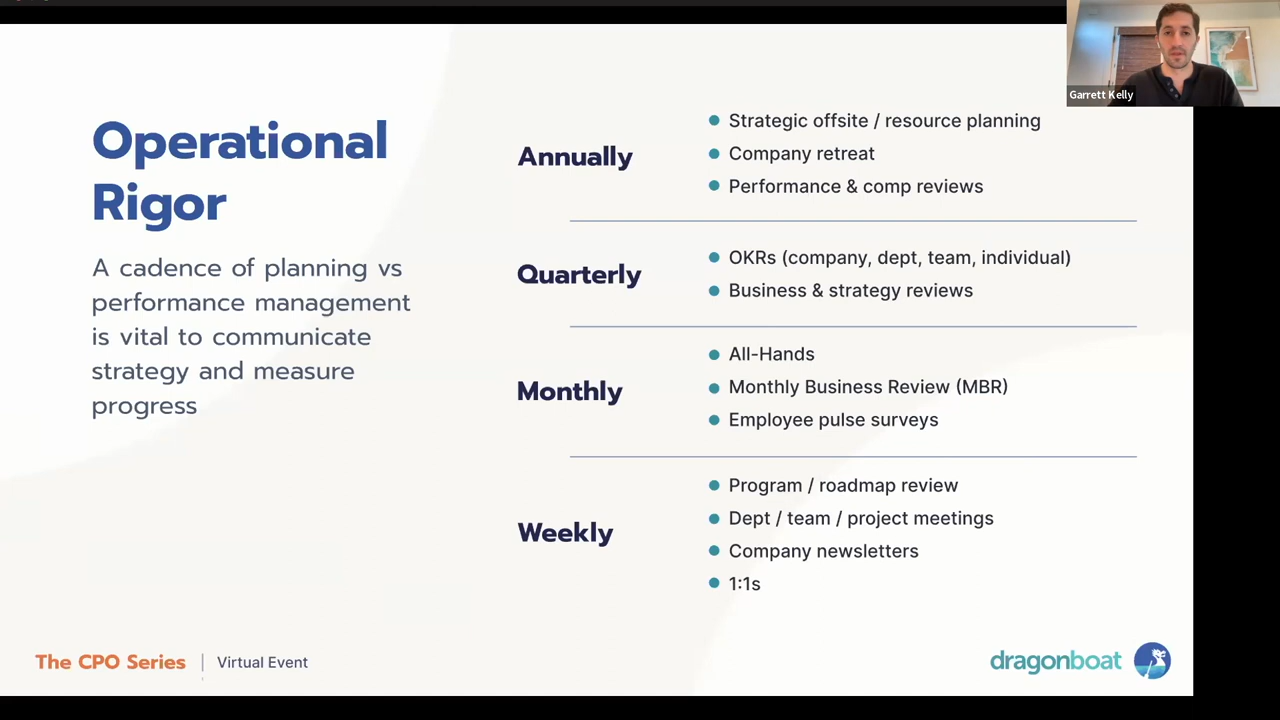 Garrett Kelly
Operational
Rigor
A cadence of planning vs
performance management
is vital to communicate
strategy and measure
progress
Annually
Strategic offsite / resource planning
Company retreat
Performance & comp reviews
Quarterly
OKRs (company, dept, team, individual)
Business & strategy reviews
Monthly
All-Hands
Monthly Business Review (MBR)
Employee pulse surveys
Weekly
Program / roadmap review
Dept / team / project meetings
Company newsletters
1:1s
The CPO Series | Virtual Event
dragonboat